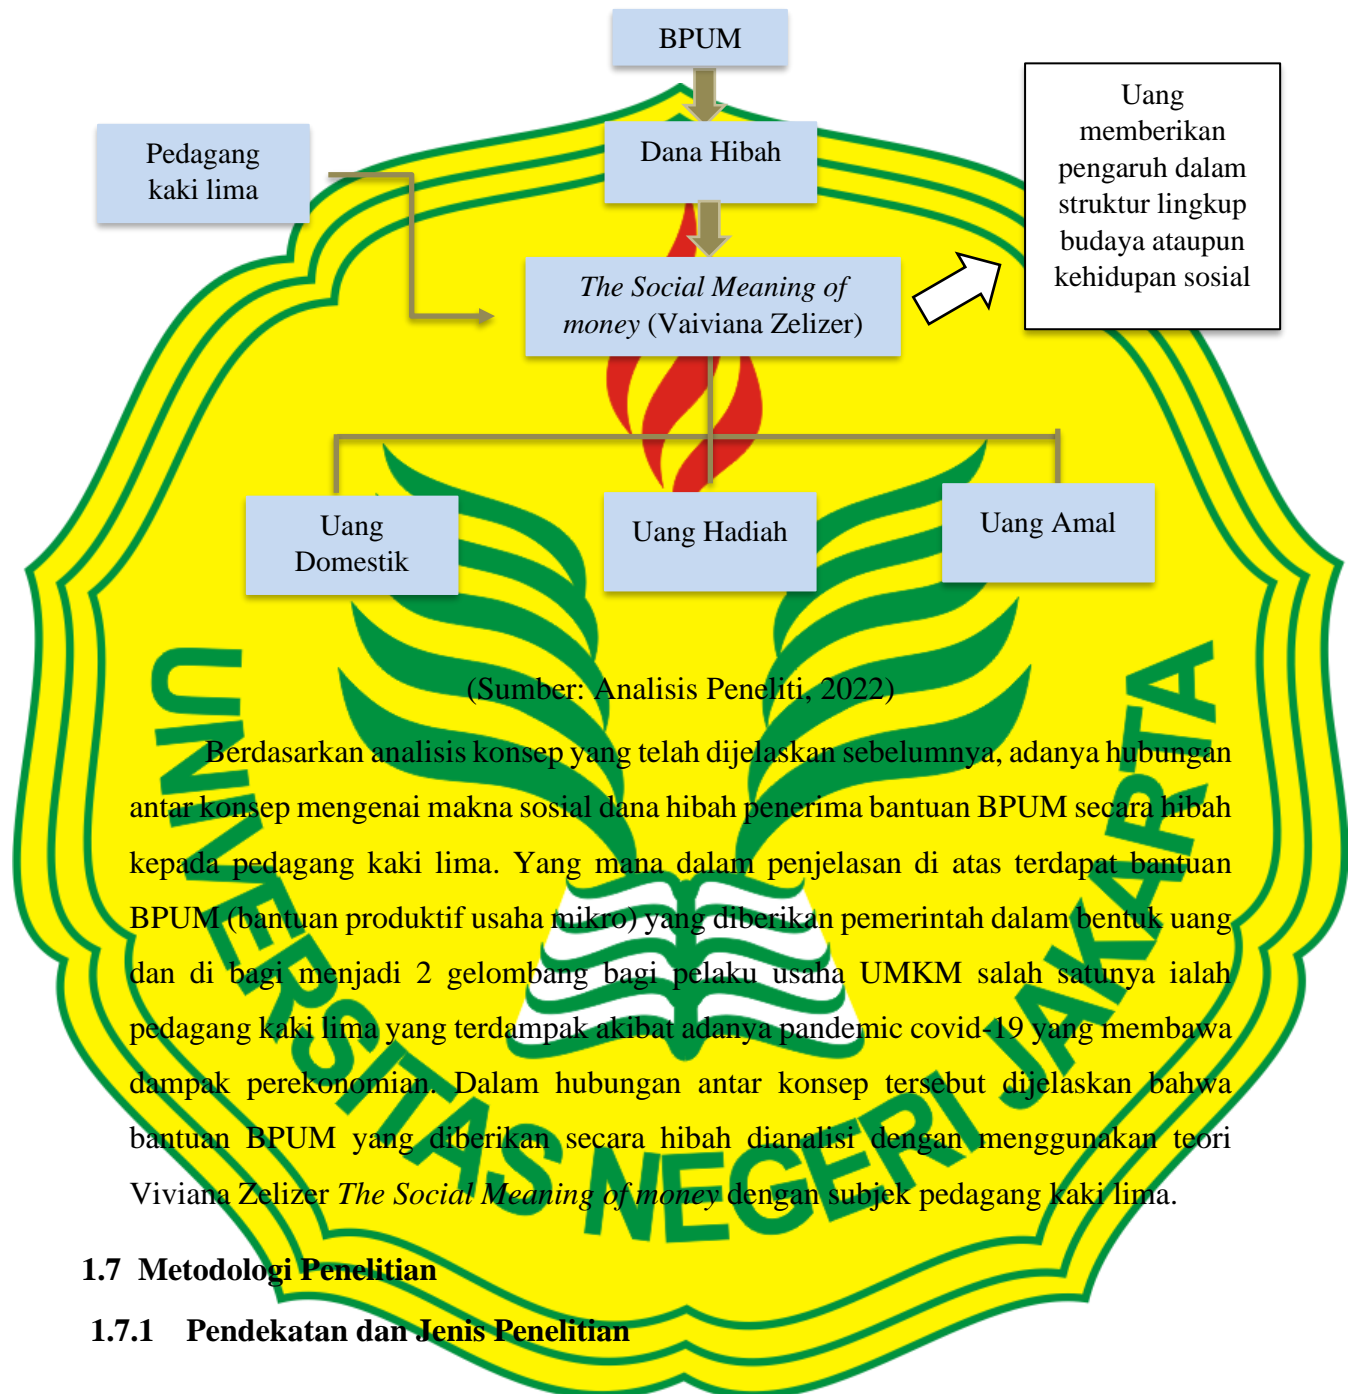 BPUM
Dana Hibah
Pedagang
kaki lima
Uang
memberikan
pengaruh dalam
struktur lingkup
budaya ataupun
kehidupan sosial
The Social Meaning of
money (Vaiviana Zelizer)
Uang
Domestik
Uang Hadiah
Uang Amal
(Sumber: Analisis Peneliti, 2022)
Berdasarkan analisis konsep yang telah dijelaskan sebelumnya, adanya hubungan
antar konsep mengenai makna sosial dana hibah penerima bantuan BPUM secara hibah
kepada pedagang kaki lima. Yang mana dalam penjelasan di atas terdapat bantuan
BPUM (bantuan produktif usaha mikro) yang diberikan pemerintah dalam bentuk uang
dan di bagi menjadi 2 gelombang bagi pelaku usaha UMKM salah satunya ialah
pedagang kaki lima yang terdampak akibat adanya pandemic covid-19 yang membawa
dampak perekonomian. Dalam hubungan antar konsep tersebut dijelaskan bahwa
bantuan BPUM yang diberikan secara hibah dianalisi dengan menggunakan teori
Viviana Zelizer The Social Meaning of money dengan subjek pedagang kaki lima.
1.7 Metodologi Penelitian
1.7.1 Pendekatan dan Jenis Penelitian
UNIVERSITAS NEGERI JAKARTA